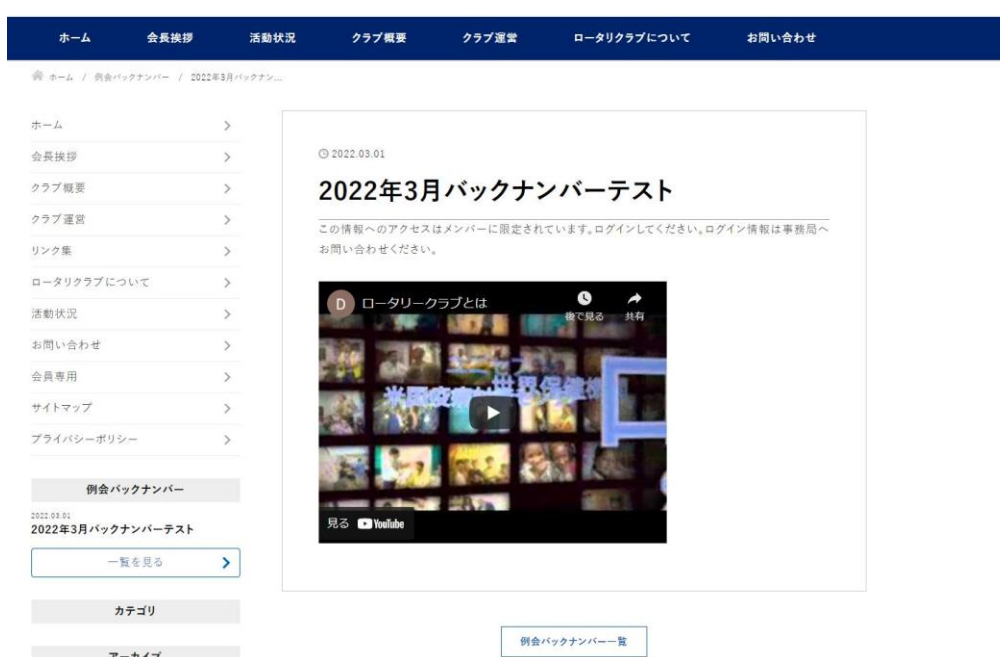 ホーム 会長挨拶 活動状況 クラブ概要 クラブ運営 ロータリクラブについて お問い合わせ
ホーム / 例会バックナンバー / 2022年3月バックナン...
ホーム
会長挨拶
クラブ概要
クラブ運営
リンク集
ロータリクラブについて
活動状況
お問い合わせ
会員専用
サイトマップ
プライバシーポリシー
例会バックナンバー
2022.03.01
2022年3月バックナンバーテスト
一覧を見る
カテゴリ
アーカイブ
2022.03.01
2022年3月バックナンバーテスト
この情報へのアクセスはメンバーに限定されています。ログインしてください。ログイン情報は事務局へ
お問い合わせください。
D ロータリークラブとは
後で見る 共有
見る YouTube
例会バックナンバー一覧